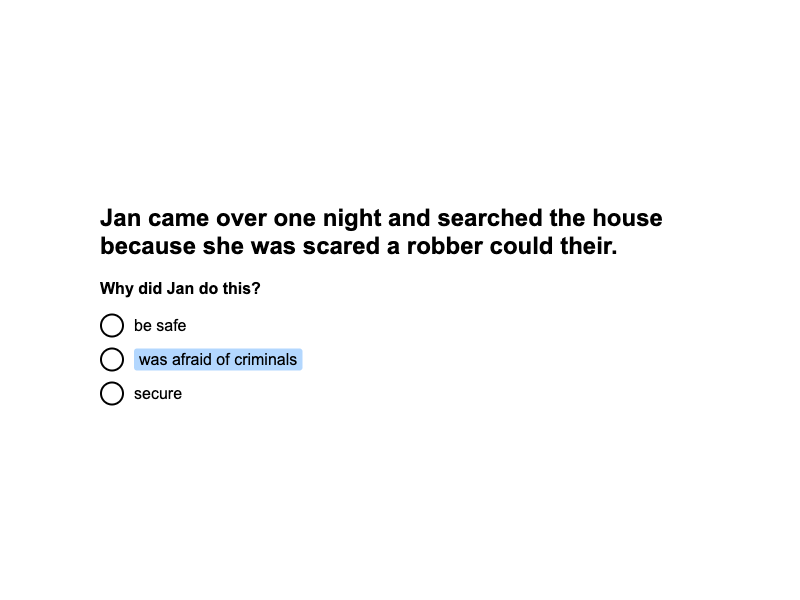 Jan came over one night and searched the house
because she was scared a robber could their.
Why did Jan do this?
be safe
was afraid of criminals
secure